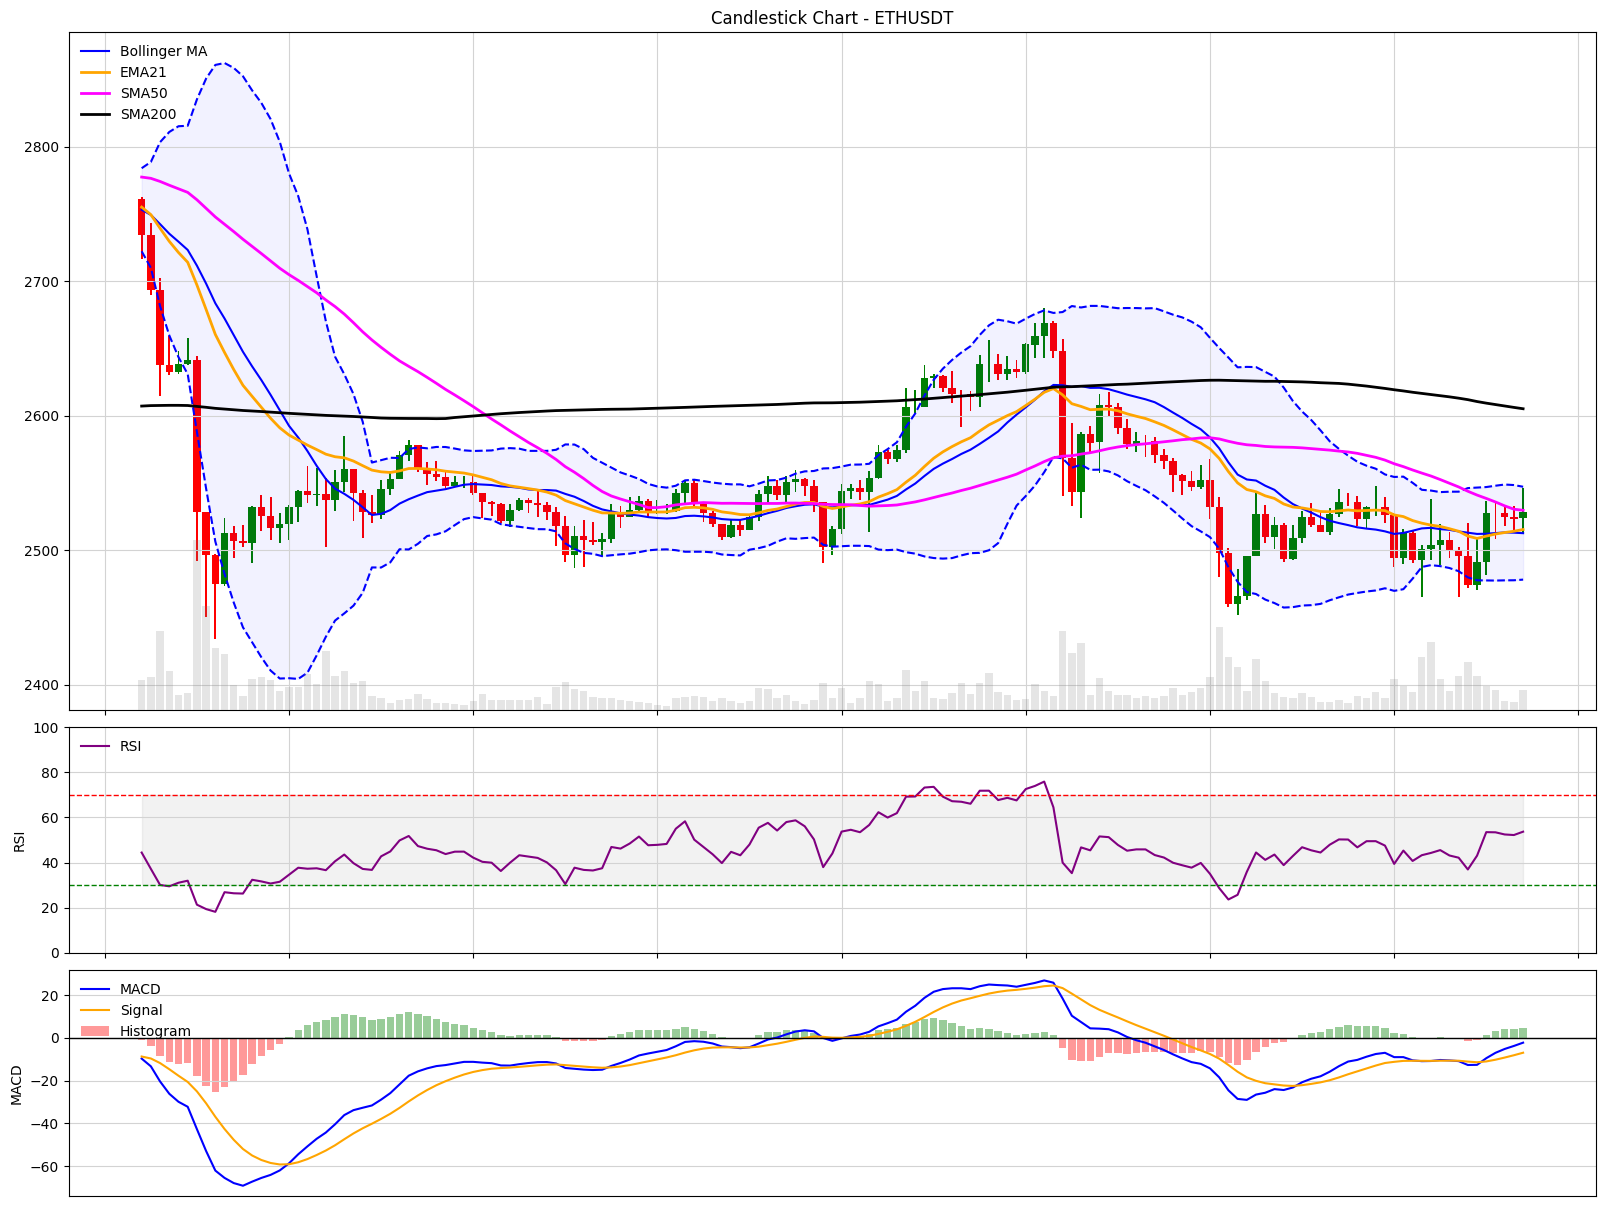 Candlestick Chart - ETHUSDT
Bollinger MA
EMA21
SMA50
SMA200
2800
2700
2600
2500
2400
RSI
100
80
60
40
20
0
RSI
MACD
Signal
Histogram
20
0
−20
−40
−60
MACD